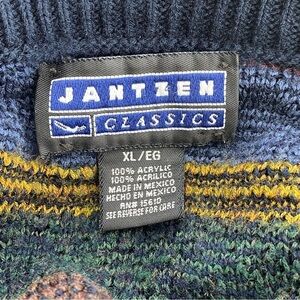 JANTZEN
CLASSICS
XL/EG
100% ACRYLIC
100% ACRILICO
MADE IN MEXICO
HECHO EN MEXICO
RN# 15610
SEE REVERSE FOR CARE